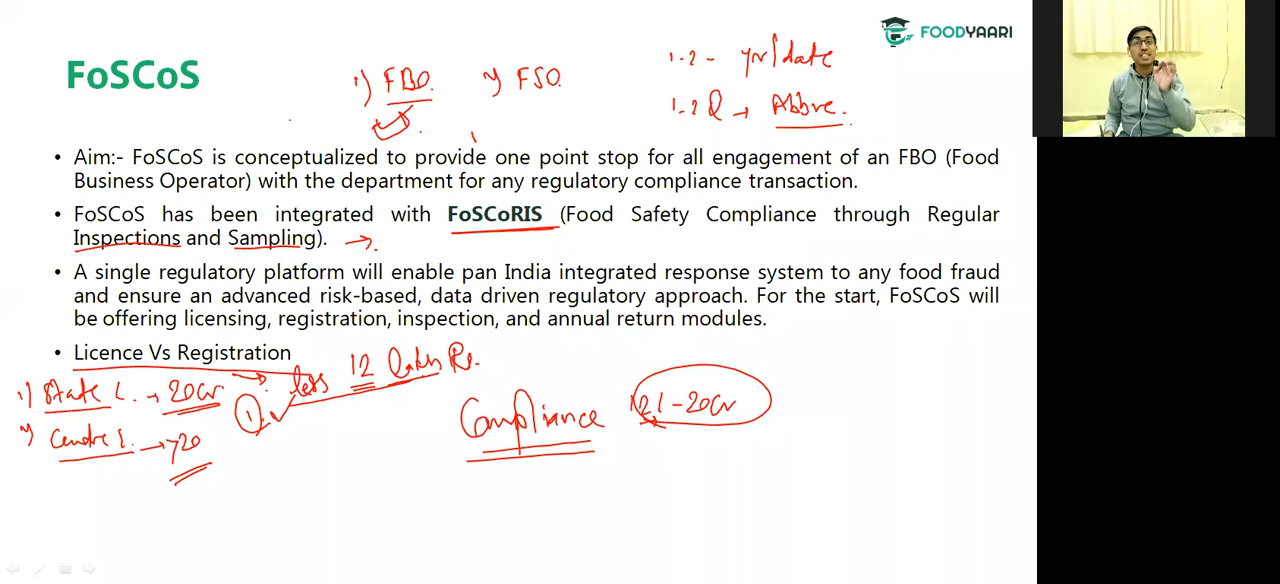 FOODYAARI
FoSCoS
1) FBO. 2) FSO.
1-2 - yr/date
1-2 Q → Abbre.
• Aim:- FoSCoS is conceptualized to provide one point stop for all engagement of an FBO (Food
Business Operator) with the department for any regulatory compliance transaction.
• FoSCoS has been integrated with FoSCoRIS (Food Safety Compliance through Regular
Inspections and Sampling). →
• A single regulatory platform will enable pan India integrated response system to any food fraud
and ensure an advanced risk-based, data driven regulatory approach. For the start, FoSCoS will
be offering licensing, registration, inspection, and annual return modules.
• Licence Vs Registration
→ less 12 lakhs Rs.
1) State L. → 20Cr
1.
2) Centre L. → >20
Compliance
12L-20Cr